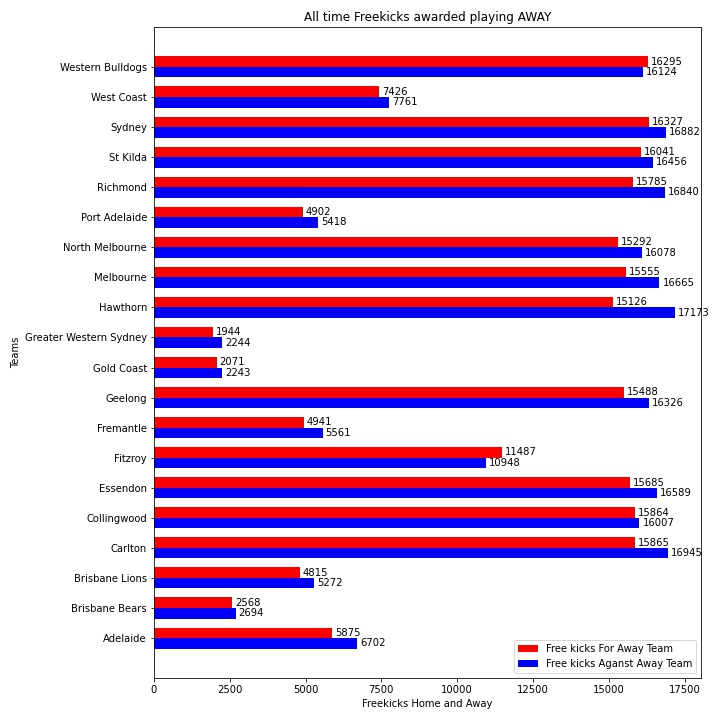 All time Freekicks awarded playing AWAY
Teams
Western Bulldogs
16295
16124
West Coast
7426
7761
Sydney
16327
16882
St Kilda
16041
16456
Richmond
15785
16840
Port Adelaide
4902
5418
North Melbourne
15292
16078
Melbourne
15555
16665
Hawthorn
15126
17173
Greater Western Sydney
1944
2244
Gold Coast
2071
2243
Geelong
15488
16326
Fremantle
4941
5561
Fitzroy
11487
10948
Essendon
15685
16589
Collingwood
15864
16007
Carlton
15865
16945
Brisbane Lions
4815
5272
Brisbane Bears
2568
2694
Adelaide
5875
6702
Free kicks For Away Team
Free kicks Aganst Away Team
0 2500 5000 7500 10000 12500 15000 17500
Freekicks Home and Away